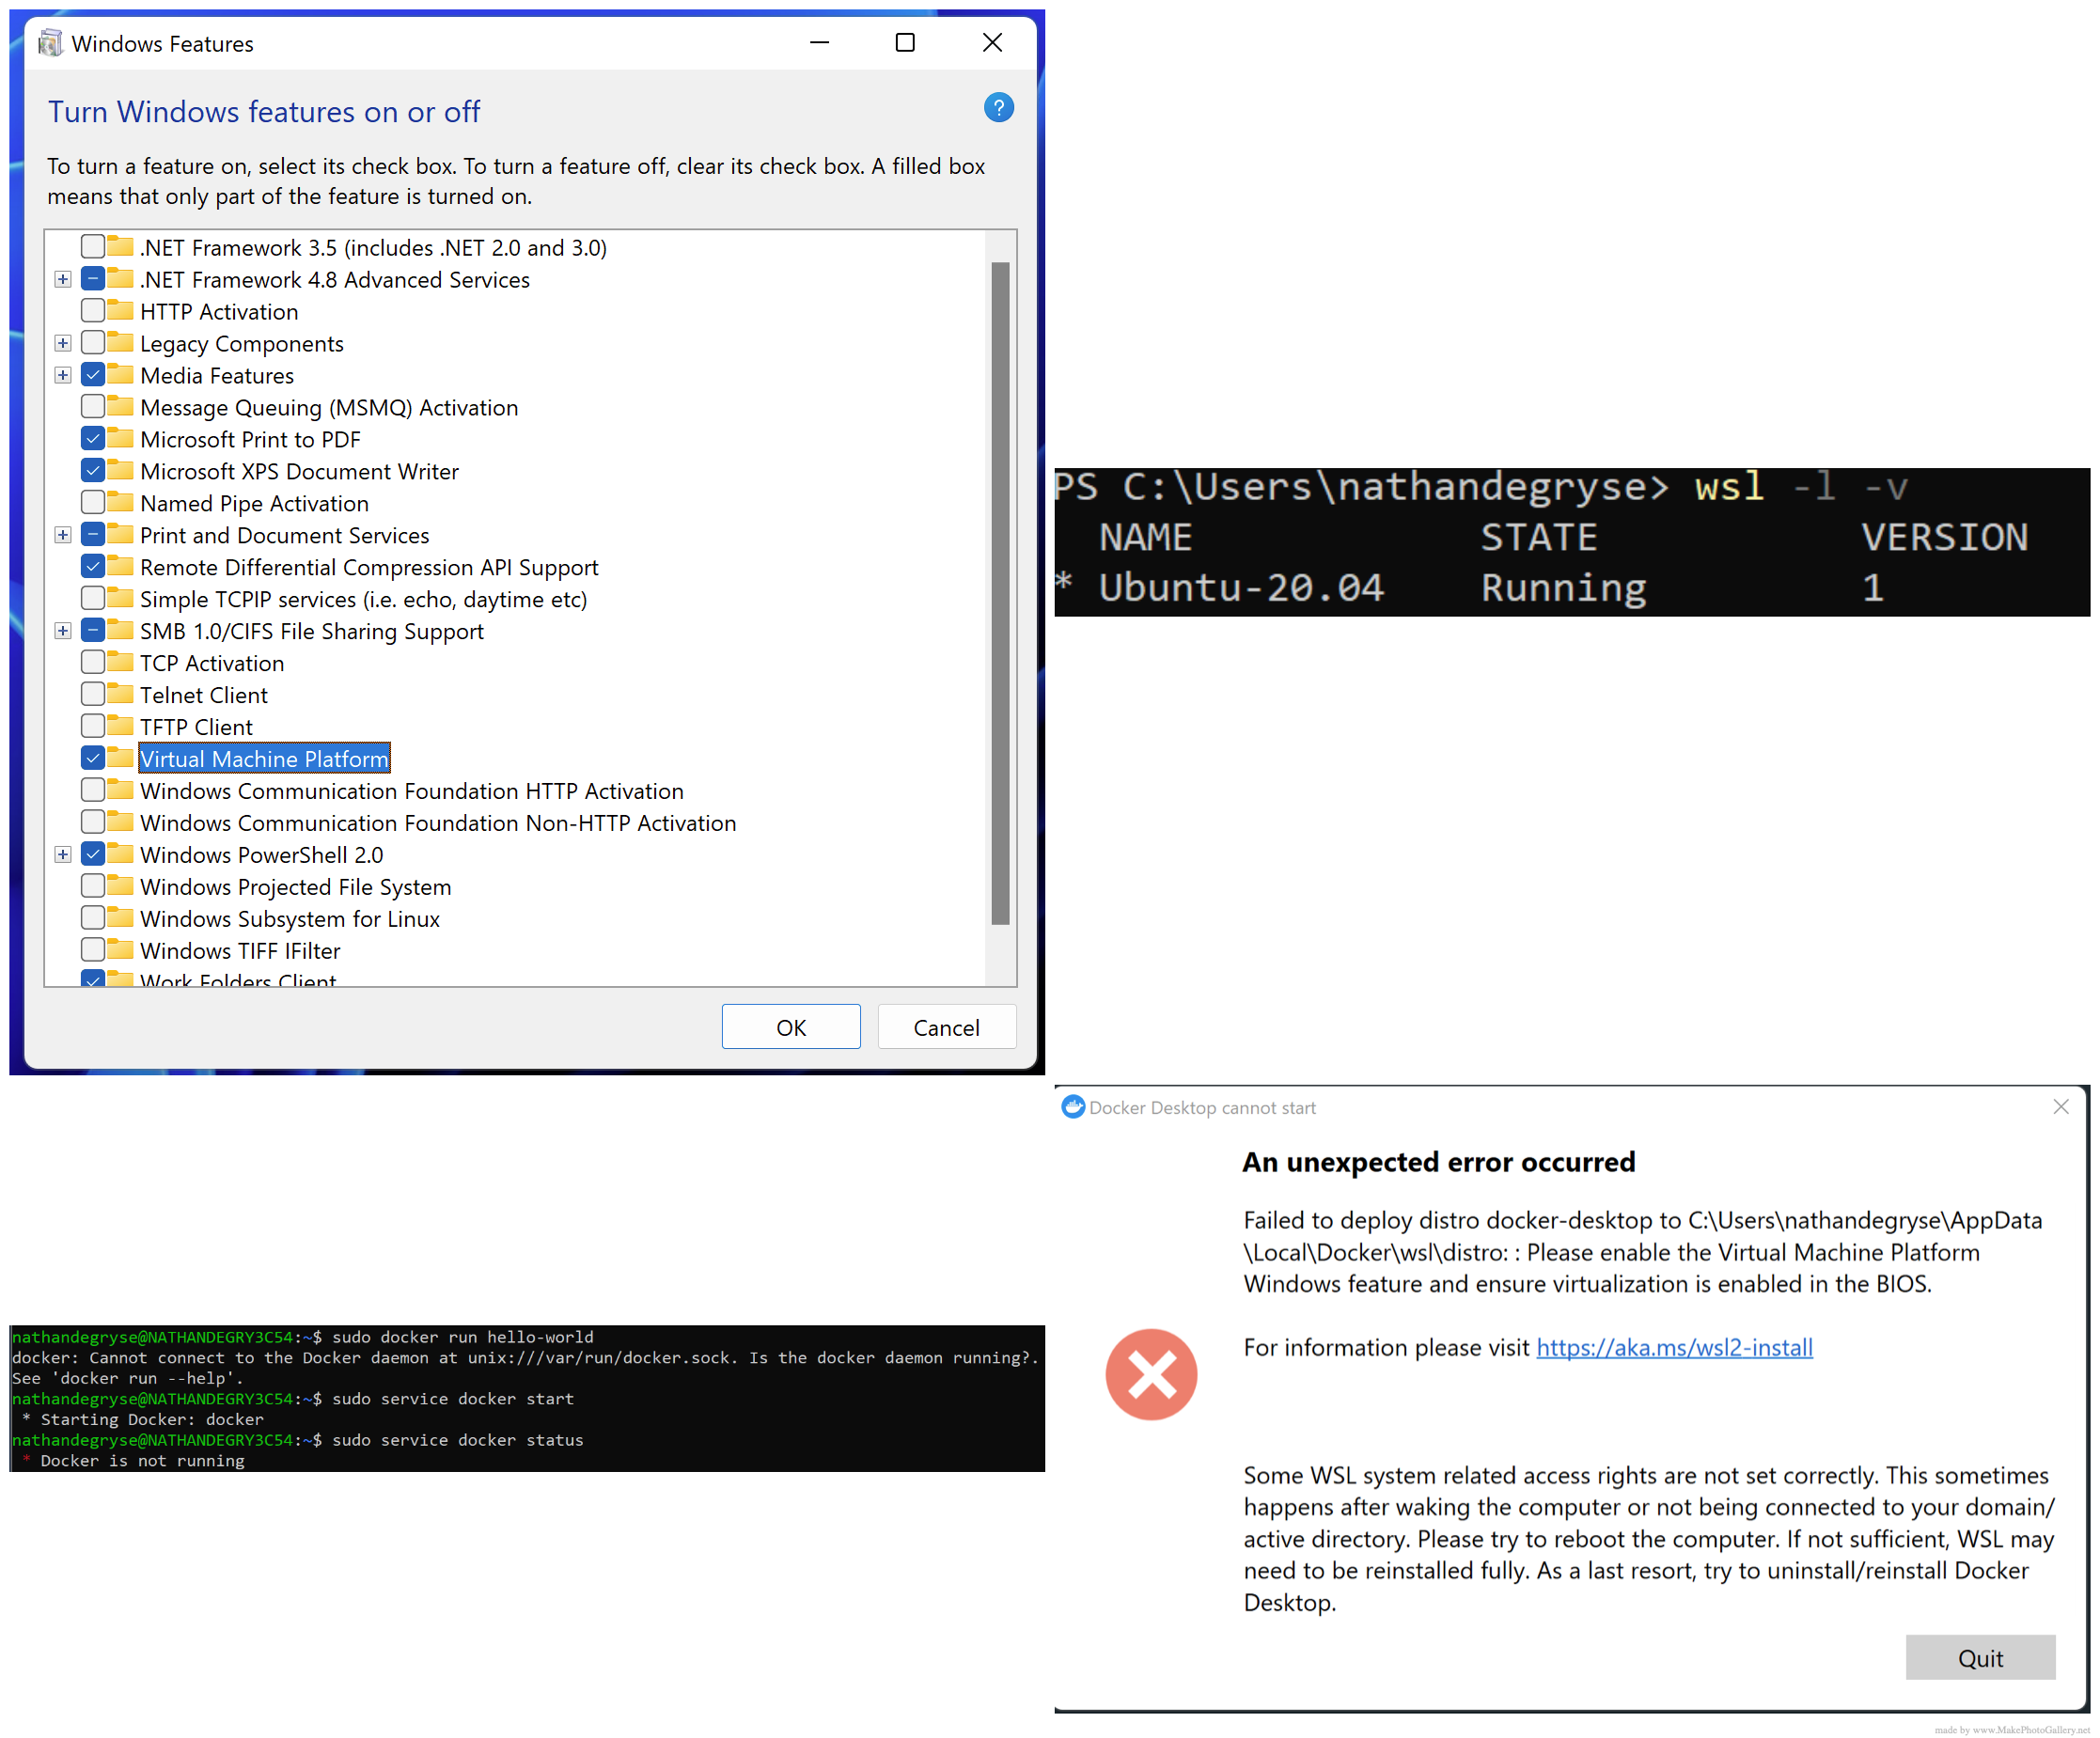 Windows Features
Turn Windows features on or off
?
To turn a feature on, select its check box. To turn a feature off, clear its check box. A filled box
means that only part of the feature is turned on.
.NET Framework 3.5 (includes .NET 2.0 and 3.0)
.NET Framework 4.8 Advanced Services
HTTP Activation
Legacy Components
Media Features
Message Queuing (MSMQ) Activation
Microsoft Print to PDF
Microsoft XPS Document Writer
Named Pipe Activation
Print and Document Services
Remote Differential Compression API Support
Simple TCPIP services (i.e. echo, daytime etc)
SMB 1.0/CIFS File Sharing Support
TCP Activation
Telnet Client
TFTP Client
Virtual Machine Platform
Windows Communication Foundation HTTP Activation
Windows Communication Foundation Non-HTTP Activation
Windows PowerShell 2.0
Windows Projected File System
Windows Subsystem for Linux
Windows TIFF IFilter
Work Folders Client
OK
Cancel
PS C:\Users\nathandegryse> wsl -l -v
NAME STATE VERSION
* Ubuntu-20.04 Running 1
nathandegryse@NATHANDEGRY3C54:~$ sudo docker run hello-world
docker: Cannot connect to the Docker daemon at unix:///var/run/docker.sock. Is the docker daemon running?.
See 'docker run --help'.
nathandegryse@NATHANDEGRY3C54:~$ sudo service docker start
* Starting Docker: docker
nathandegryse@NATHANDEGRY3C54:~$ sudo service docker status
* Docker is not running
Docker Desktop cannot start
An unexpected error occurred
Failed to deploy distro docker-desktop to C:\Users\nathandegryse\AppData
\Local\Docker\wsl\distro: : Please enable the Virtual Machine Platform
Windows feature and ensure virtualization is enabled in the BIOS.
For information please visit https://aka.ms/wsl2-install
Some WSL system related access rights are not set correctly. This sometimes
happens after waking the computer or not being connected to your domain/
active directory. Please try to reboot the computer. If not sufficient, WSL may
need to be reinstalled fully. As a last resort, try to uninstall/reinstall Docker
Desktop.
Quit
made by www.MakePhotoGallery.net